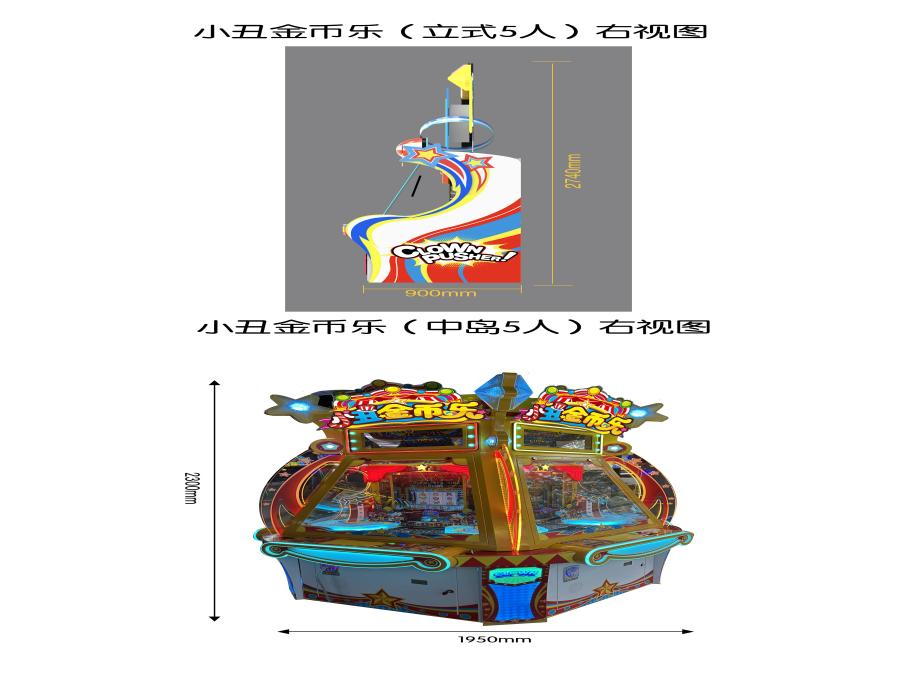 小丑金币乐（立式5人）右视图
2740mm
CLOWN
PUSHER!
900mm
小丑金币乐（中岛5人）右视图
小丑金币乐
小丑金币乐
2300mm
1950mm